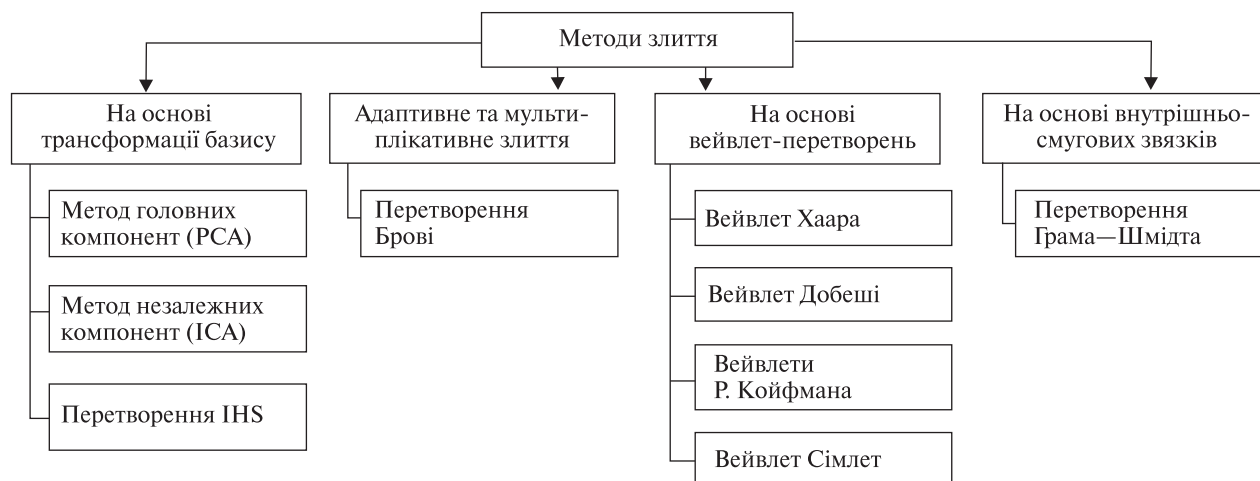 Методи злиття
На основі
трансформації базису
Адаптивне та мульти-
плікативне злиття
На основі
вейвлет-перетворень
На основі внутрішньо-
смугових звязків
Метод головних
компонент (PCA)
Метод незалежних
компонент (ICA)
Перетворення IHS
Перетворення
Брові
Вейвлет Хаара
Вейвлет Добеші
Вейвлети
Р. Койфмана
Вейвлет Сімлет
Перетворення
Грама—Шмідта